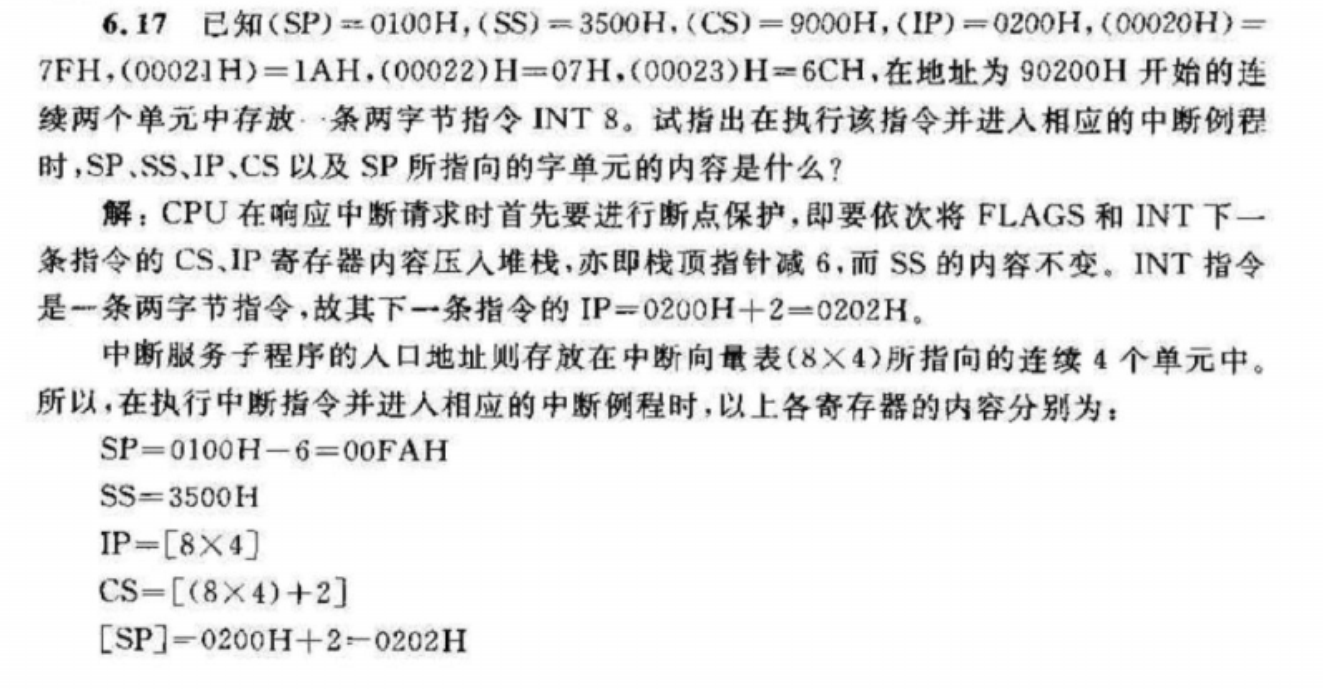 6.17 已知(SP)=0100H,(SS)=3500H,(CS)=9000H,(IP)=0200H,(00020H)=
7FH,(00021H)=1AH,(00022)H=07H,(00023)H=6CH,在地址为 90200H 开始的连
续两个单元中存放一条两字节指令 INT 8。试指出在执行该指令并进入相应的中断例程
时,SP、SS、IP、CS 以及 SP 所指向的字单元的内容是什么?
解:CPU 在响应中断请求时首先要进行断点保护,即要依次将 FLAGS 和 INT 下一
条指令的 CS、IP 寄存器内容压入堆栈,亦即栈顶指针减 6,而 SS 的内容不变。INT 指令
是一条两字节指令,故其下一条指令的 IP=0200H+2=0202H。
中断服务子程序的入口地址则存放在中断向量表(8×4)所指向的连续 4 个单元中。
所以,在执行中断指令并进入相应的中断例程时,以上各寄存器的内容分别为:
SP=0100H-6=00FAH
SS=3500H
IP=[8×4]
CS=[(8×4)+2]
[SP]=0200H+2=0202H